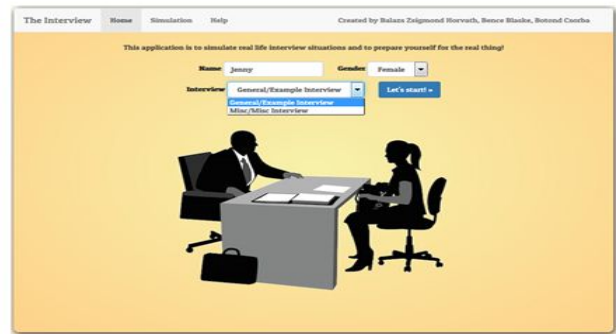 The Interview Home Simulation Help Created by Balazs Zsigmond Horvath, Bence Blaske, Botond Csorba
This application is to simulate real life interview situations and to prepare yourself for the real thing!
Name Jenny Gender Female
Interview General/Example Interview Let's start! »
General/Example Interview
Misc/Misc Interview